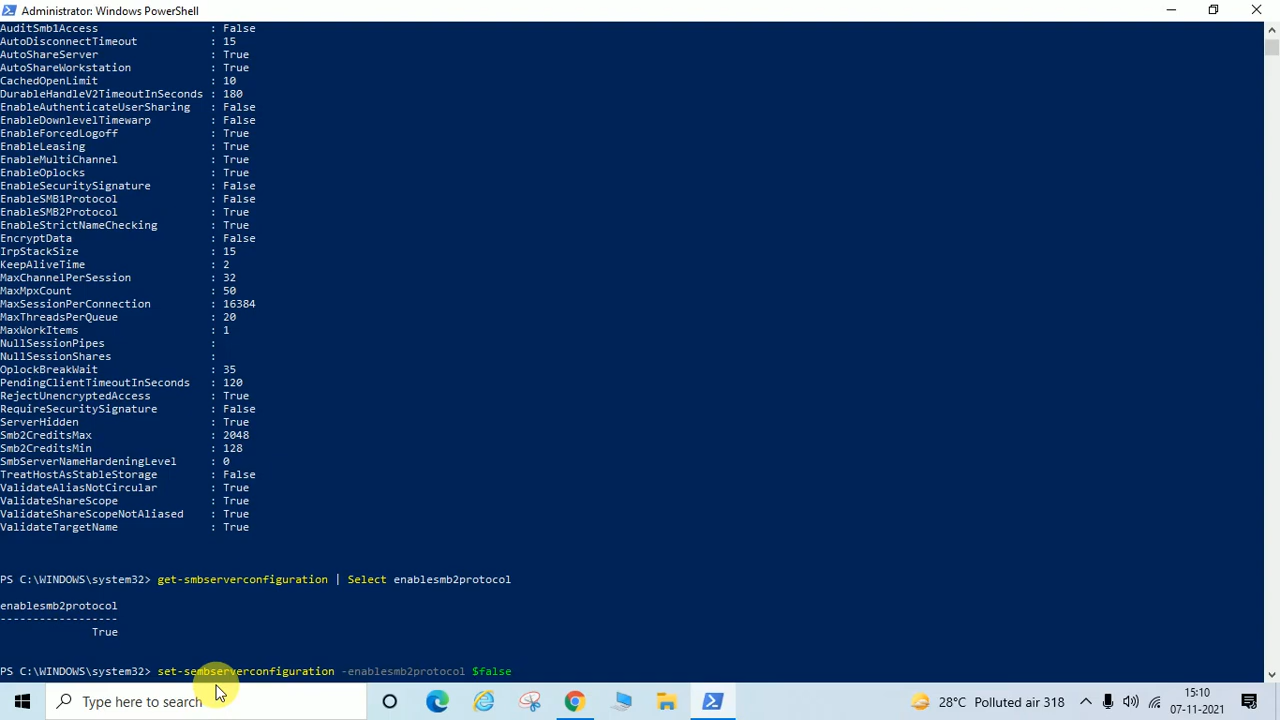 Administrator: Windows PowerShell
AuditSmb1Access : False
AutoDisconnectTimeout : 15
AutoShareServer : True
AutoShareWorkstation : True
CachedOpenLimit : 10
DurableHandleV2TimeoutInSeconds : 180
EnableAuthenticateUserSharing : False
EnableDownlevelTimewarp : False
EnableForcedLogoff : True
EnableLeasing : True
EnableMultiChannel : True
EnableOplocks : True
EnableSecuritySignature : False
EnableSMB1Protocol : False
EnableSMB2Protocol : True
EnableStrictNameChecking : True
EncryptData : False
IrpStackSize : 15
KeepAliveTime : 2
MaxChannelPerSession : 32
MaxMpxCount : 50
MaxSessionPerConnection : 16384
MaxThreadsPerQueue : 20
MaxWorkItems : 1
NullSessionPipes :
NullSessionShares :
OplockBreakWait : 35
PendingClientTimeoutInSeconds : 120
RejectUnencryptedAccess : True
RequireSecuritySignature : False
ServerHidden : True
Smb2CreditsMax : 2048
Smb2CreditsMin : 128
SmbServerNameHardeningLevel : 0
TreatHostAsStableStorage : False
ValidateAliasNotCircular : True
ValidateShareScope : True
ValidateShareScopeNotAliased : True
ValidateTargetName : True
PS C:\WINDOWS\system32> get-smbserverconfiguration | Select enablesmb2protocol
enablesmb2protocol
------------------
True
PS C:\WINDOWS\system32> set-sembserverconfiguration -enablesmb2protocol $false
Type here to search
28°C Polluted air 318
15:10
07-11-2021